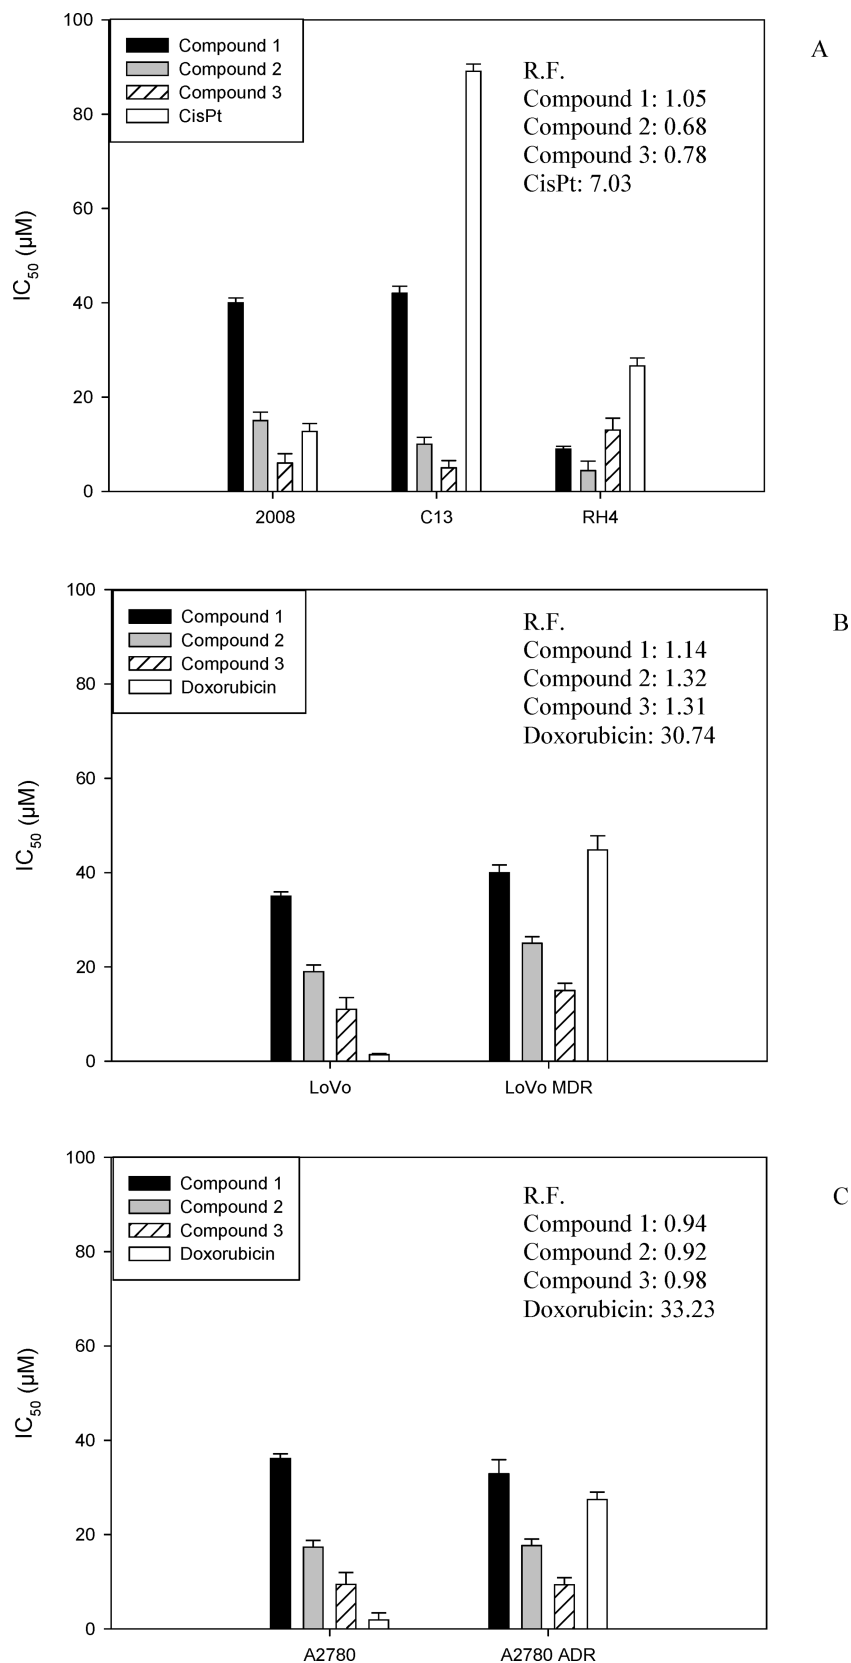 A
Compound 1
Compound 2
Compound 3
CisPt
R.F.
Compound 1: 1.05
Compound 2: 0.68
Compound 3: 0.78
CisPt: 7.03
IC50 (µM)
100
80
60
40
20
0
2008 C13 RH4
B
Compound 1
Compound 2
Compound 3
Doxorubicin
R.F.
Compound 1: 1.14
Compound 2: 1.32
Compound 3: 1.31
Doxorubicin: 30.74
IC50 (µM)
100
80
60
40
20
0
LoVo LoVo MDR
C
Compound 1
Compound 2
Compound 3
Doxorubicin
R.F.
Compound 1: 0.94
Compound 2: 0.92
Compound 3: 0.98
Doxorubicin: 33.23
IC50 (µM)
100
80
60
40
20
0
A2780 A2780 ADR